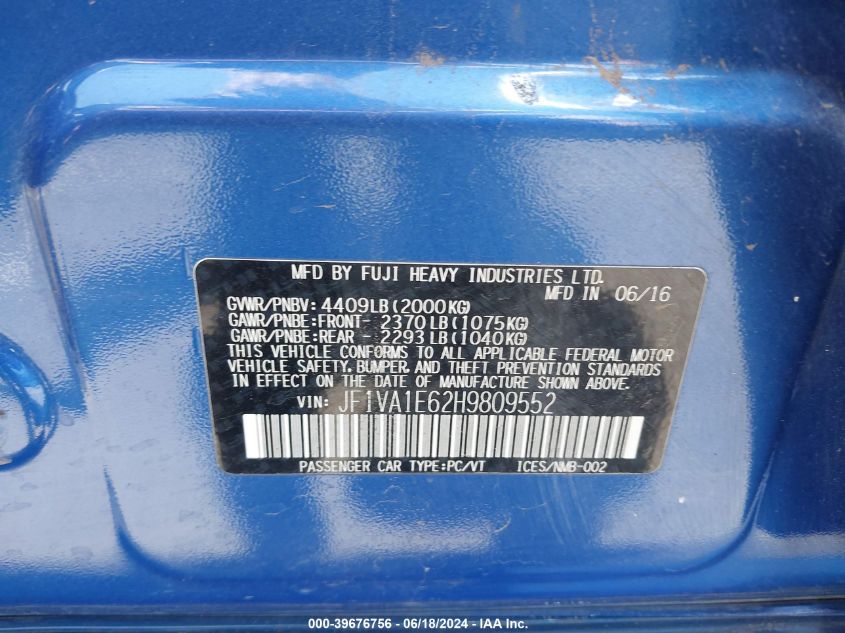 MFD BY FUJI HEAVY INDUSTRIES LTD.
MFD IN 06/16
GVWR/PNBV: 4409LB(2000KG)
GAWR/PNBE:FRONT- 2370LB(1075KG)
GAWR/PNBE:REAR - 2293LB(1040KG)
THIS VEHICLE CONFORMS TO ALL APPLICABLE FEDERAL MOTOR
VEHICLE SAFETY, BUMPER, AND THEFT PREVENTION STANDARDS
IN EFFECT ON THE DATE OF MANUFACTURE SHOWN ABOVE.
VIN: JF1VA1E62H9809552
PASSENGER CAR TYPE:PC/VT ICES/NMB-002
000-39676756 - 06/18/2024 - IAA Inc.